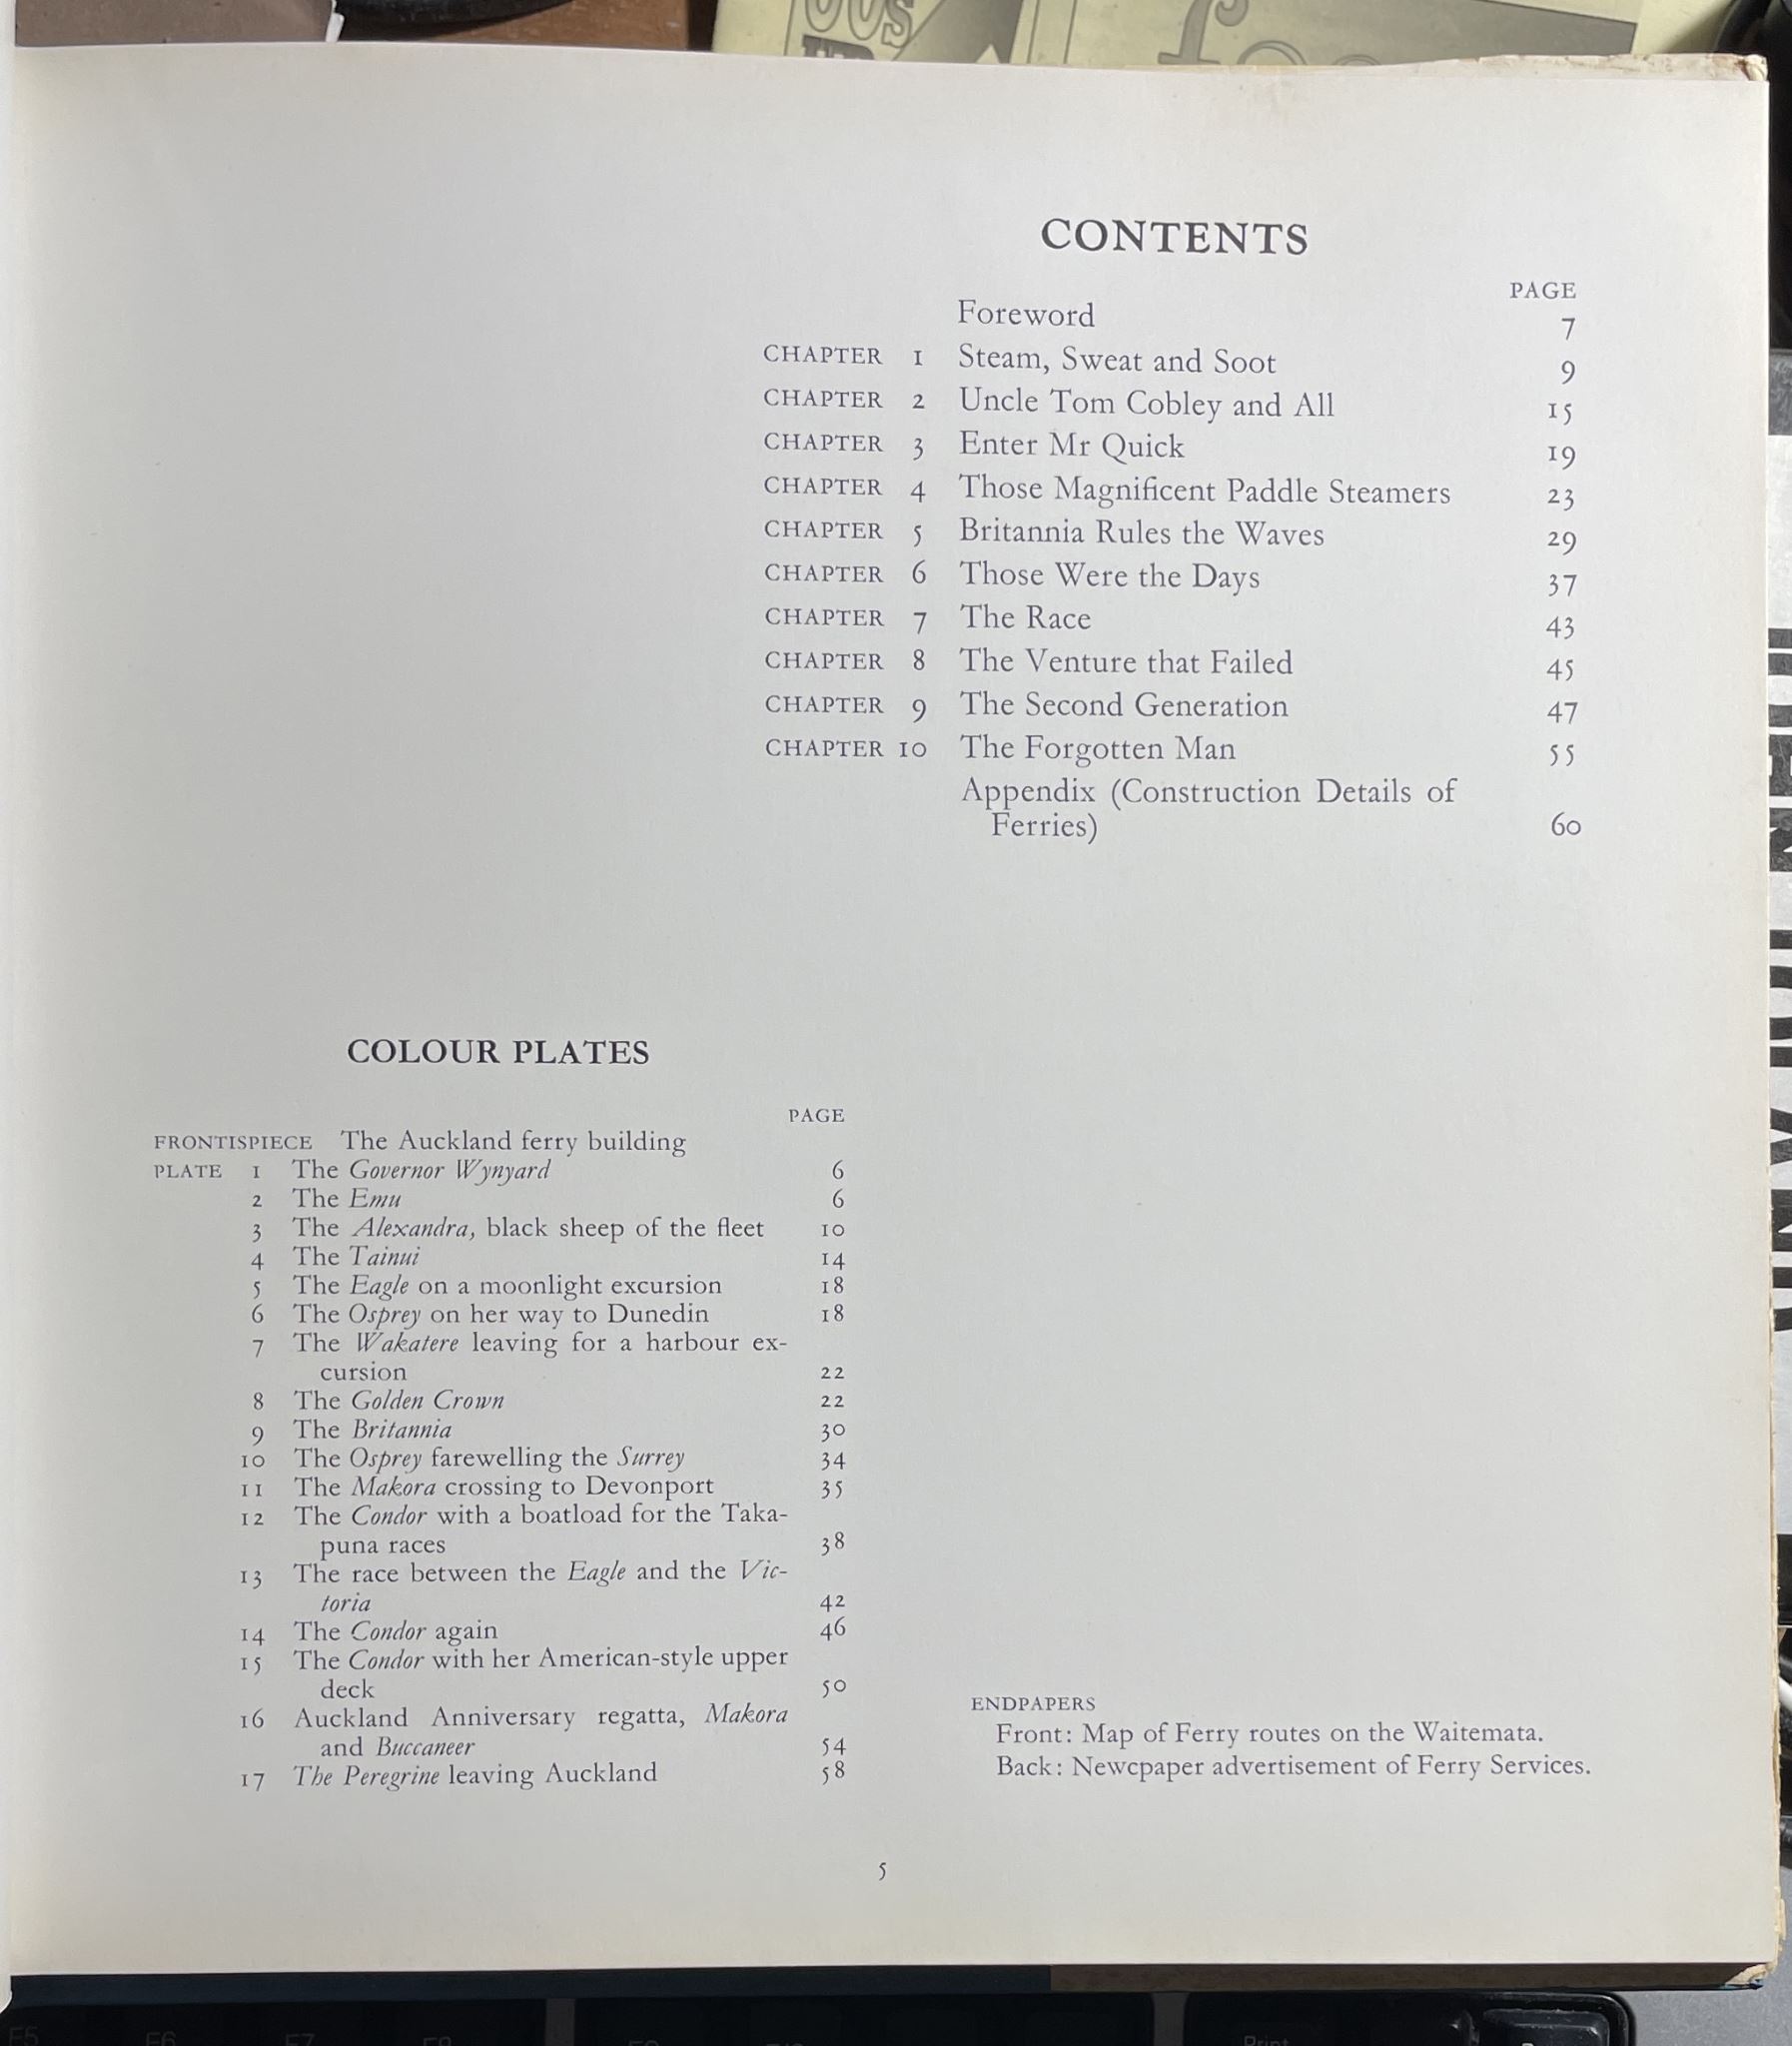 CONTENTS
PAGE
Foreword 7
CHAPTER 1 Steam, Sweat and Soot 9
CHAPTER 2 Uncle Tom Cobley and All 15
CHAPTER 3 Enter Mr Quick 19
CHAPTER 4 Those Magnificent Paddle Steamers 23
CHAPTER 5 Britannia Rules the Waves 29
CHAPTER 6 Those Were the Days 37
CHAPTER 7 The Race 43
CHAPTER 8 The Venture that Failed 45
CHAPTER 9 The Second Generation 47
CHAPTER 10 The Forgotten Man 55
Appendix (Construction Details of
Ferries) 60
COLOUR PLATES
PAGE
FRONTISPIECE The Auckland ferry building
PLATE 1 The Governor Wynyard 6
2 The Emu 6
3 The Alexandra, black sheep of the fleet 10
4 The Tainui 14
5 The Eagle on a moonlight excursion 18
6 The Osprey on her way to Dunedin 18
7 The Wakatere leaving for a harbour ex-
cursion 22
8 The Golden Crown 22
9 The Britannia 30
10 The Osprey farewelling the Surrey 34
11 The Makora crossing to Devonport 35
12 The Condor with a boatload for the Taka-
puna races 38
13 The race between the Eagle and the Vic-
toria 42
14 The Condor again 46
15 The Condor with her American-style upper
deck 50
16 Auckland Anniversary regatta, Makora
and Buccaneer 54
17 The Peregrine leaving Auckland 58
ENDPAPERS
Front: Map of Ferry routes on the Waitemata.
Back: Newcpaper advertisement of Ferry Services.
5